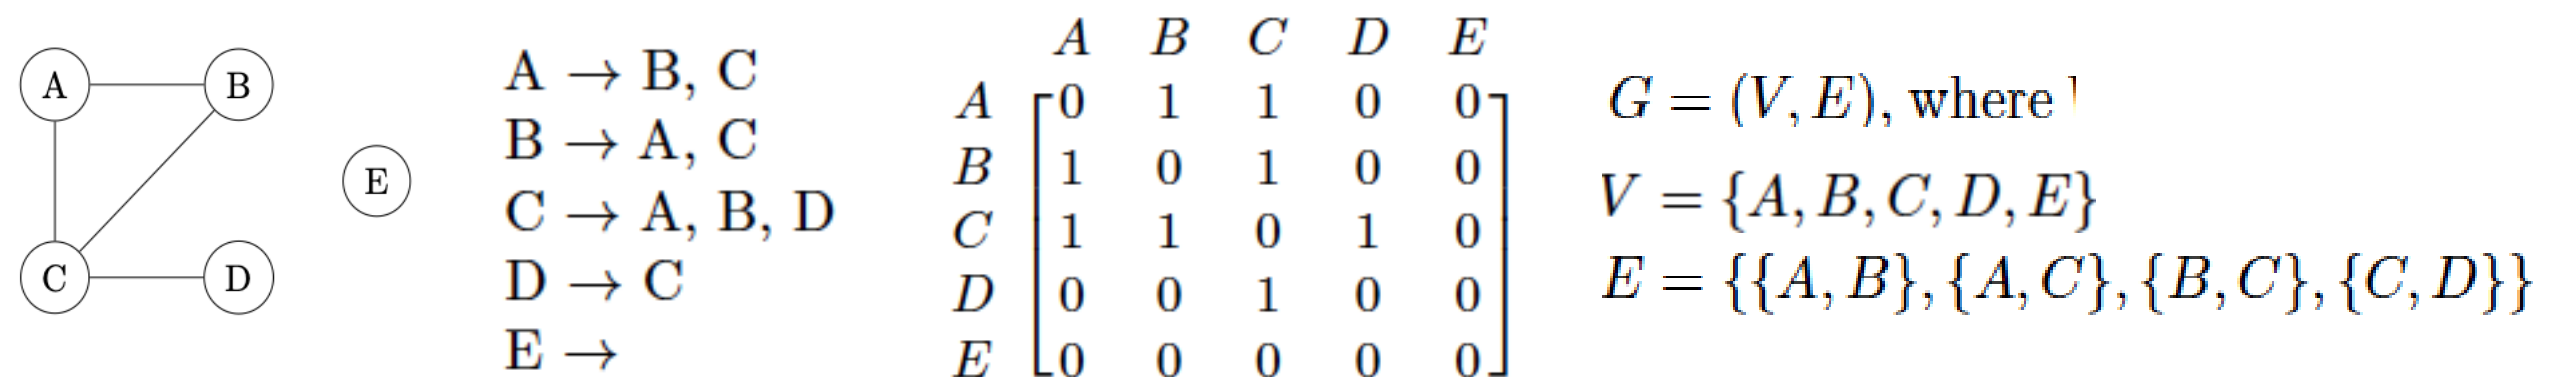 A B
E
C D
A → B, C
B → A, C
C → A, B, D
D → C
E →
A B C D E
A 0 1 1 0 0
B 1 0 1 0 0
C 1 1 0 1 0
D 0 0 1 0 0
E 0 0 0 0 0
G = (V, E), where
V = {A, B, C, D, E}
E = {{A, B}, {A, C}, {B, C}, {C, D}}